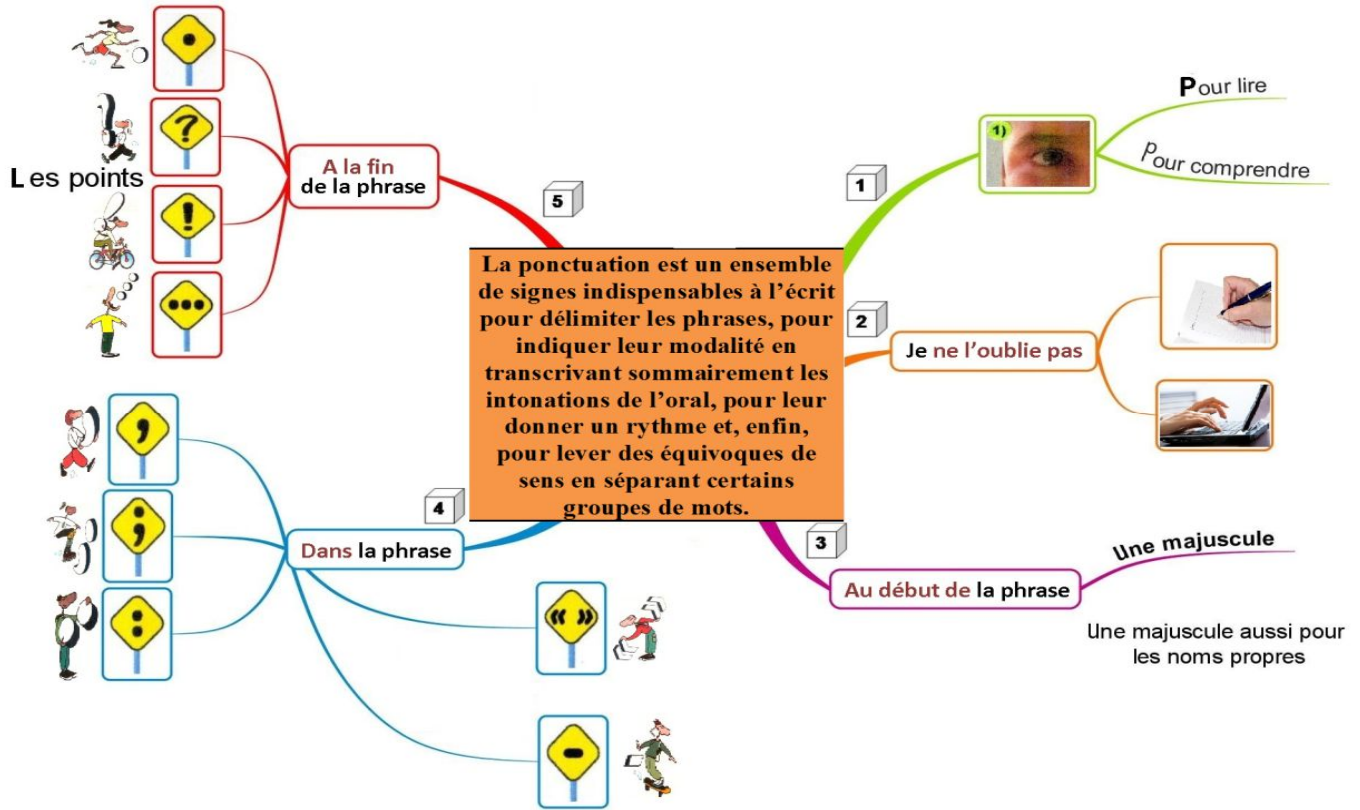 La ponctuation est un ensemble
de signes indispensables à l’écrit
pour délimiter les phrases, pour
indiquer leur modalité en
transcrivant sommairement les
intonations de l’oral, pour leur
donner un rythme et, enfin,
pour lever des équivoques de
sens en séparant certains
groupes de mots.
1
1)
Pour lire
pour comprendre
2
Je ne l’oublie pas
3
Au début de la phrase
Une majuscule
Une majuscule aussi pour
les noms propres
4
Dans la phrase
,
;
:
« »
-
5
A la fin
de la phrase
Les points
.
?
!
...